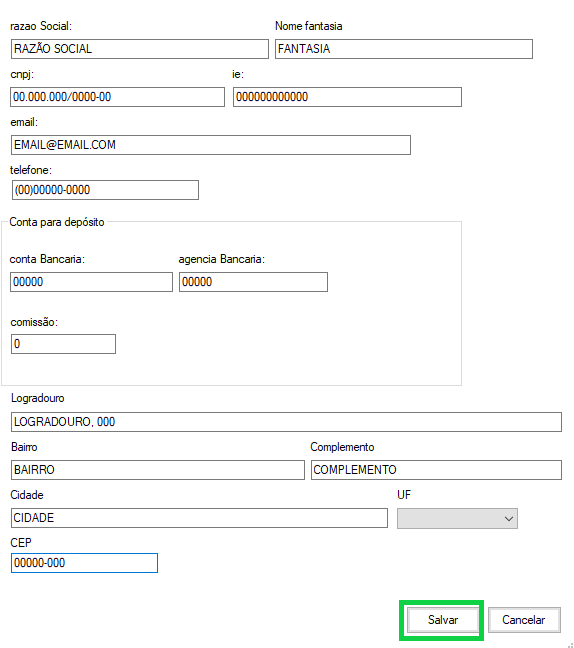 razao Social: Nome fantasia
RAZÃO SOCIAL FANTASIA
cnpj: ie:
00.000.000/0000-00 000000000000
email:
EMAIL@EMAIL.COM
telefone:
(00)00000-0000
Conta para depósito
conta Bancaria: agencia Bancaria:
00000 00000
comissão:
0
Logradouro
LOGRADOURO, 000
Bairro Complemento
BAIRRO COMPLEMENTO
Cidade UF
CIDADE
CEP
00000-000
Salvar Cancelar